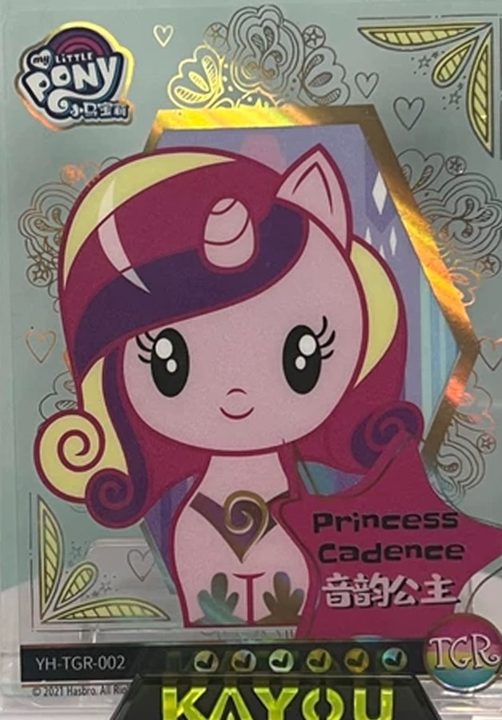 my LITTLE
PONY
小马宝莉
Princess
Cadence
音韵公主
YH-TGR-002
TGR
© 2021 Hasbro. All Ri
KAYOU